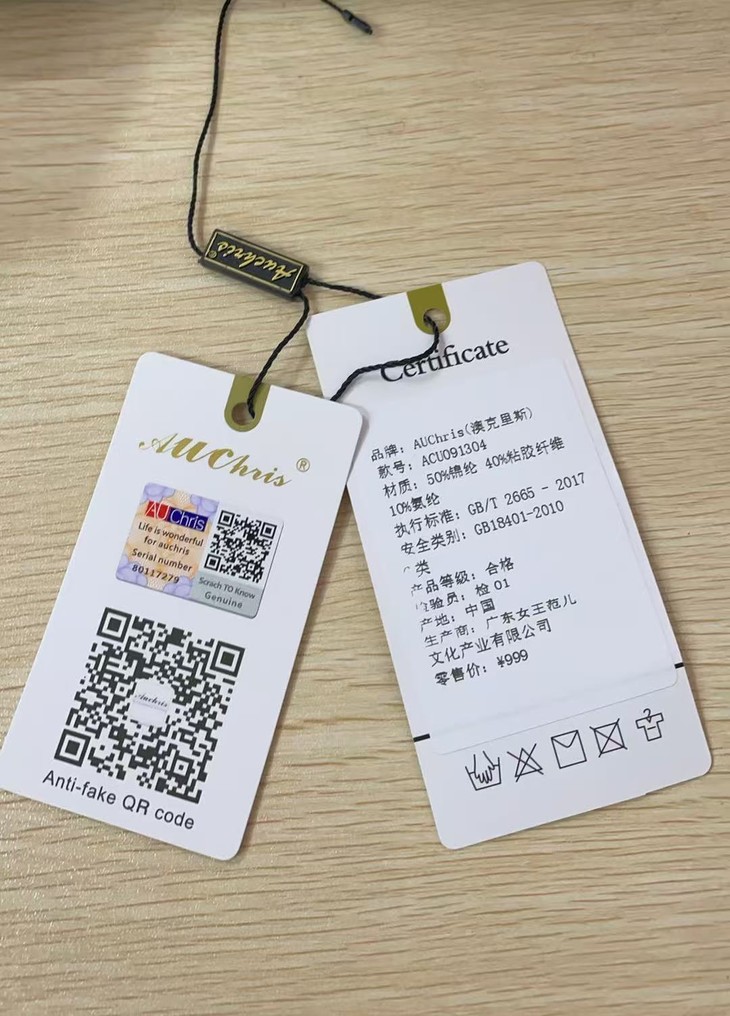 Auchris®
AUChris®
AU Chris
Life is wonderful
for auchris
Serial number
80117279
Scrach TO Know
Genuine
Auchris
Anti-fake QR code
Certificate
品牌: AUChris(澳克里斯)
款号: ACU091304
材质: 50%锦纶 40%粘胶纤维
10%氨纶
执行标准: GB/T 2665 - 2017
安全类别: GB18401-2010
类
产品等级: 合格
检验员: 检 01
产地: 中国
生产商: 广东女王范儿
文化产业有限公司
零售价: ¥999